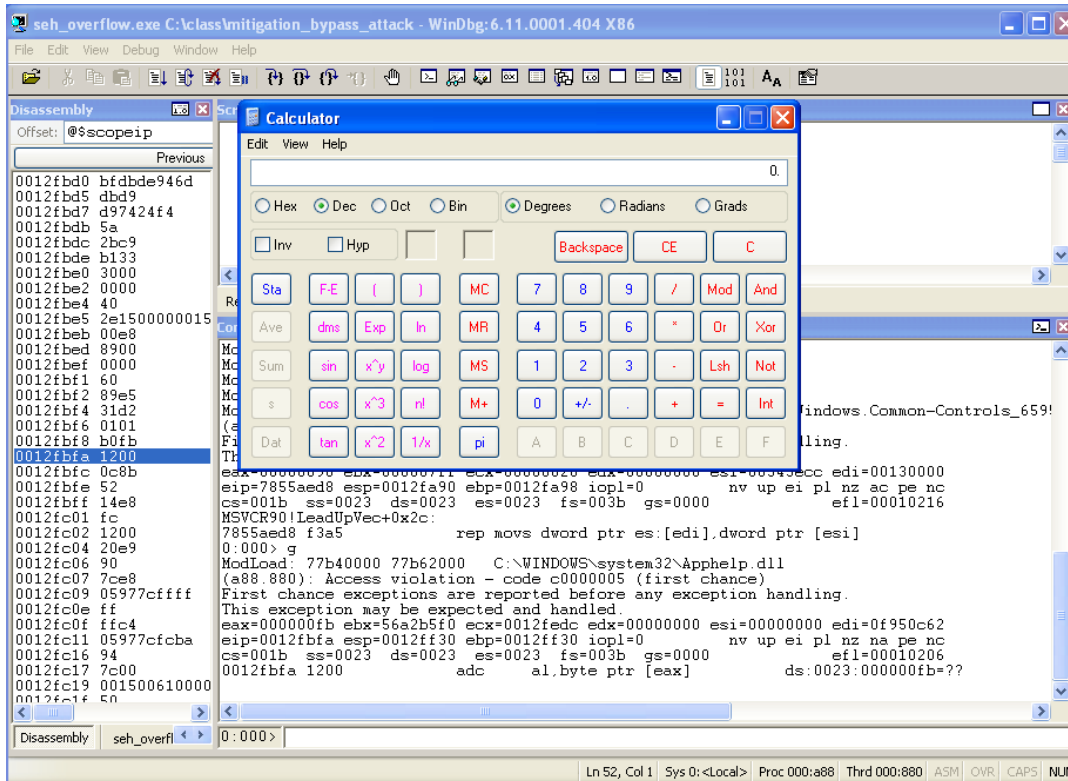 seh_overflow.exe C:\class\mitigation_bypass_attack - WinDbg:6.11.0001.404 X86
File Edit View Debug Window Help
101
101
AA
Disassembly
Offset: @$scopeip
Previous
0012fbd0 bfdbde946d
0012fbd5 dbd9
0012fbd7 d97424f4
0012fbdb 5a
0012fbdc 2bc9
0012fbde b133
0012fbe0 3000
0012fbe2 0000
0012fbe4 40
0012fbe5 2e1500000015
0012fbeb 00e8
0012fbed 8900
0012fbef 0000
0012fbf1 60
0012fbf2 89e5
0012fbf4 31d2
0012fbf6 0101
0012fbf8 b0fb
0012fbfa 1200
0012fbfc 0c8b
0012fbfe 52
0012fbff 14e8
0012fc01 fc
0012fc02 1200
0012fc04 20e9
0012fc06 90
0012fc07 7ce8
0012fc09 05977cffff
0012fc0e ff
0012fc0f ffc4
0012fc11 05977cfcba
0012fc16 94
0012fc17 7c00
0012fc19 001500610000
0012fc1f 50
Disassembly seh_overfl
Calculator
Edit View Help
0.
Hex Dec Oct Bin Degrees Radians Grads
Inv Hyp Backspace CE C
Sta F-E ( ) MC 7 8 9 / Mod And
Ave dms Exp ln MR 4 5 6 * Or Xor
Sum sin x^y log MS 1 2 3 - Lsh Not
s cos x^3 n! M+ 0 +/- . + = Int
Dat tan x^2 1/x pi A B C D E F
indows.Common-Controls_659
(a
ling.
eip=7855aed8 esp=0012fa90 ebp=0012fa98 iopl=0 nv up ei pl nz ac pe nc
cs=001b ss=0023 ds=0023 es=0023 fs=003b gs=0000 efl=00010216
MSVCR90!LeadUpVec+0x2c:
7855aed8 f3a5 rep movs dword ptr es:[edi],dword ptr [esi]
0:000> g
ModLoad: 77b40000 77b62000 C:\WINDOWS\system32\Apphelp.dll
(a88.880): Access violation - code c0000005 (first chance)
First chance exceptions are reported before any exception handling.
This exception may be expected and handled.
eax=000000fb ebx=56a2b5f0 ecx=0012fedc edx=00000000 esi=00000000 edi=0f950c62
eip=0012fbfa esp=0012ff30 ebp=0012ff30 iopl=0 nv up ei pl nz na pe nc
cs=001b ss=0023 ds=0023 es=0023 fs=003b gs=0000 efl=00010206
0012fbfa 1200 adc al,byte ptr [eax] ds:0023:000000fb=??
0:000>
Ln 52, Col 1 Sys 0:<Local> Proc 000:a88 Thrd 000:880 ASM OVR CAPS NU